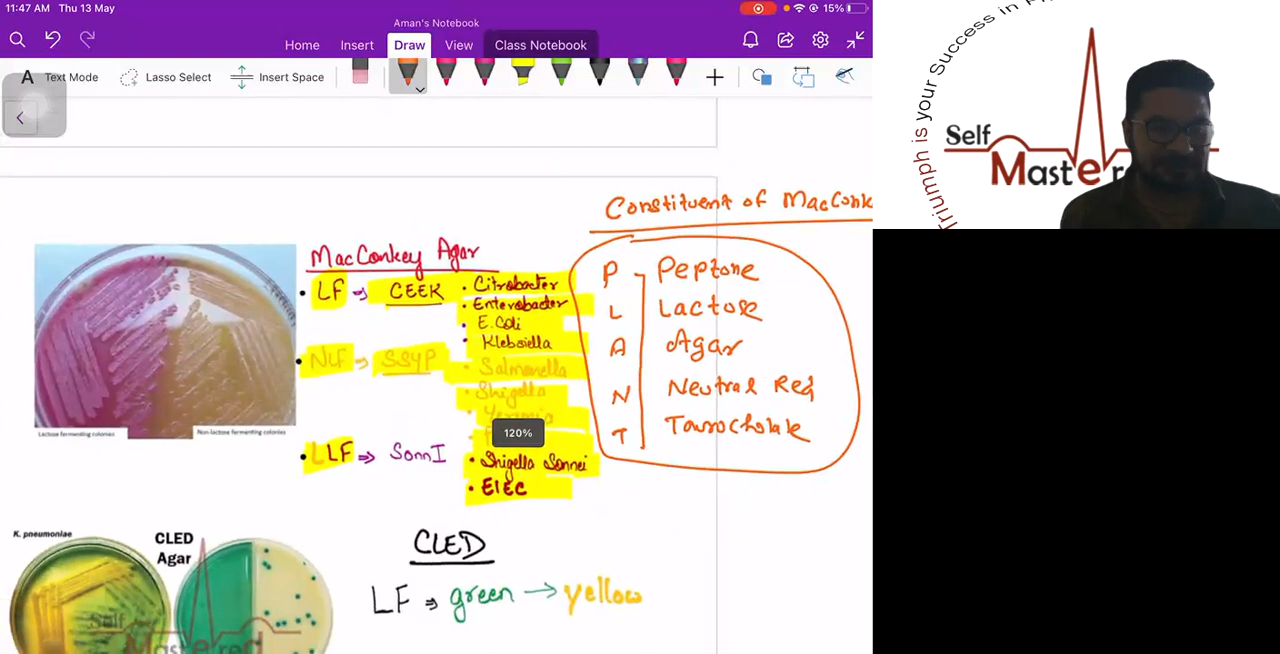 11:47 AM Thu 13 May
15%
Aman's Notebook
Home Insert Draw View Class Notebook
A Text Mode Lasso Select Insert Space
Triumph is your Success in
Self
Mastered
Constituent of MacConk
MacConkey Agar
• LF ⇒ CEEK
• Citrobacter
Enterobacter
• E.Coli
• Klebsiella
• NLF ⇒ SSYP
• Salmonella
Shigella
120%
• LLF ⇒ SonnI
• Shigella Sonnei
• EIEC
P Peptone
L Lactose
A Agar
N Neutral Red
T Taurocholate
Lactose fermenting colonies
Non-lactose fermenting colonies
K. pneumoniae
CLED
Agar
CLED
LF ⇒ green → yellow
Self
Mastered